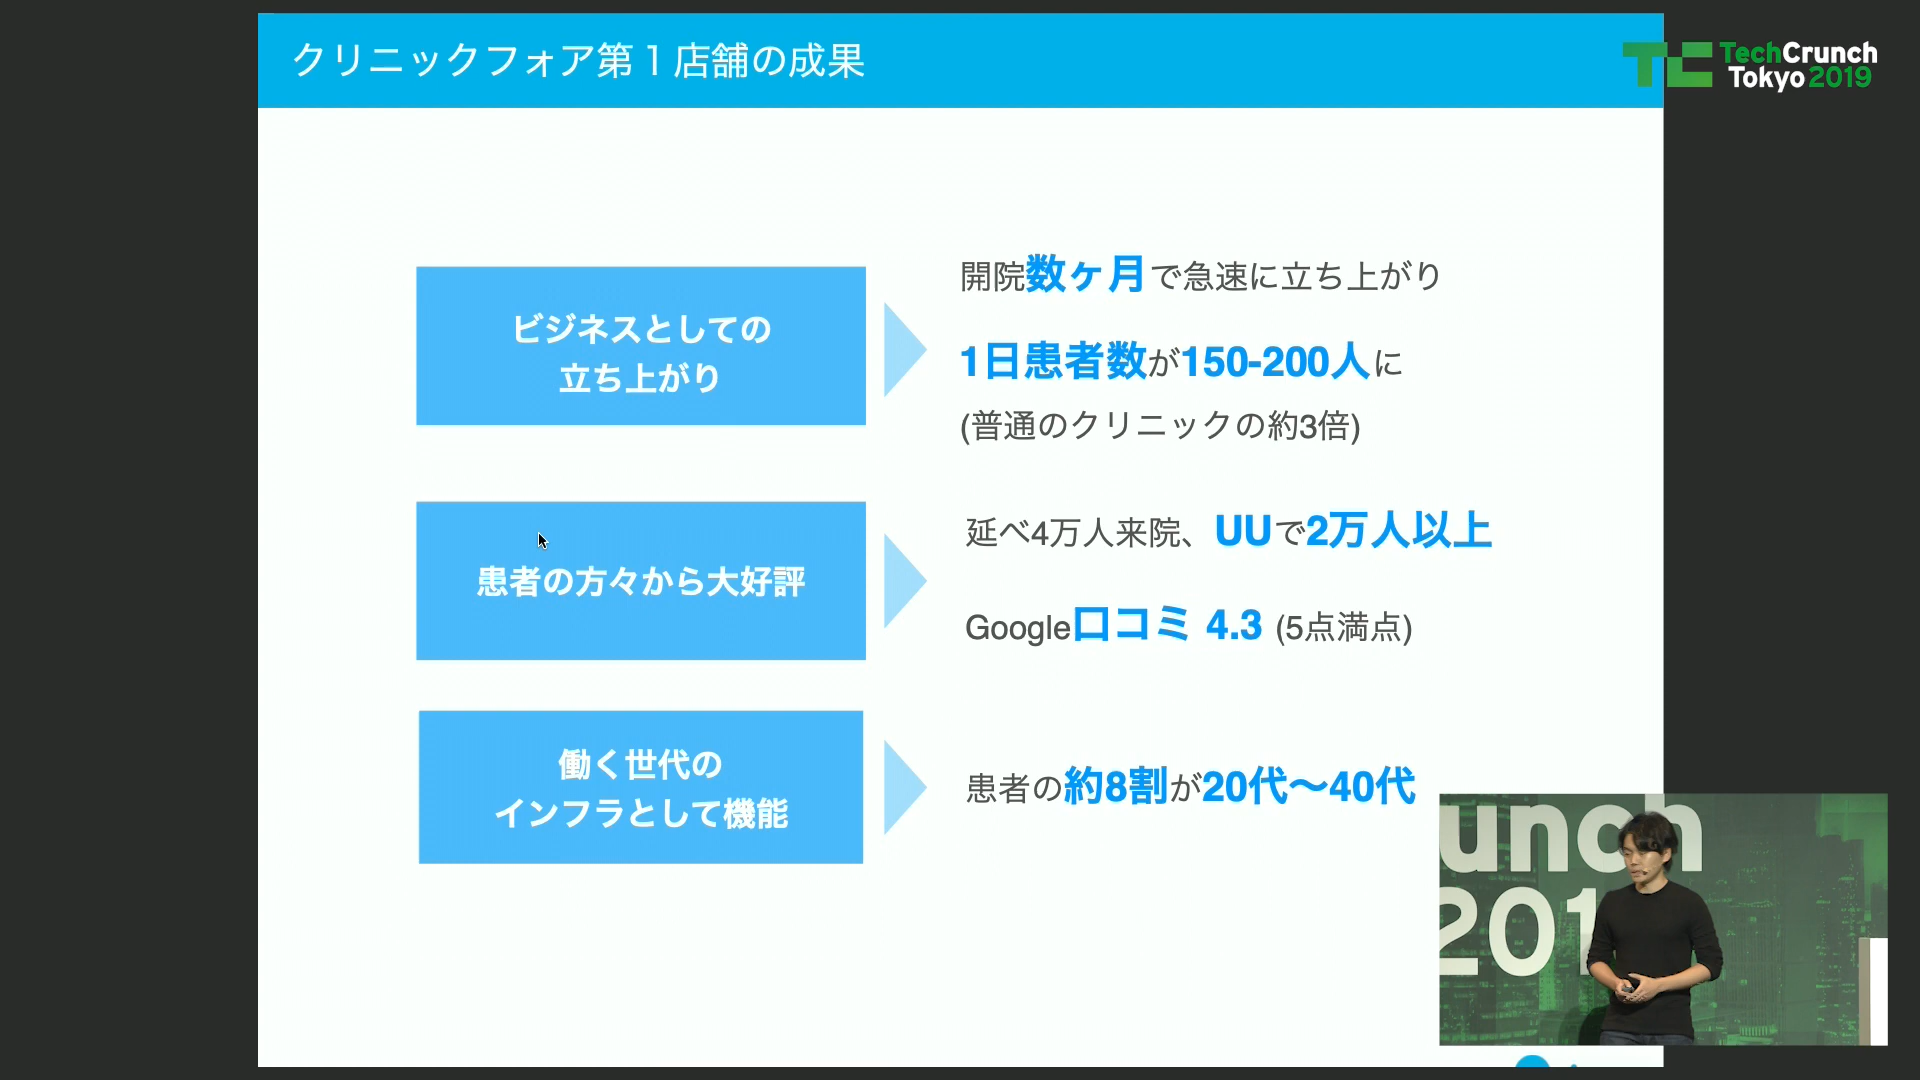 クリニックフォア第１店舗の成果
TechCrunch
Tokyo 2019
ビジネスとしての
立ち上がり
開院数ヶ月で急速に立ち上がり
1日患者数が150-200人に
(普通のクリニックの約3倍)
患者の方々から大好評
延べ4万人来院、UUで2万人以上
Google口コミ 4.3 (5点満点)
働く世代の
インフラとして機能
患者の約8割が20代〜40代
unch
201